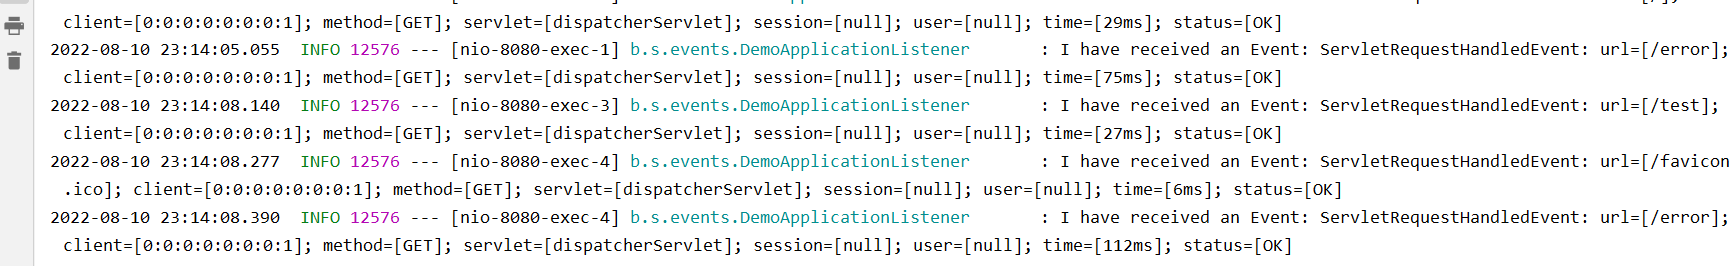 client=[0:0:0:0:0:0:0:1]; method=[GET]; servlet=[dispatcherServlet]; session=[null]; user=[null]; time=[29ms]; status=[OK]
2022-08-10 23:14:05.055  INFO 12576 --- [nio-8080-exec-1] b.s.events.DemoApplicationListener       : I have received an Event: ServletRequestHandledEvent: url=[/error];
client=[0:0:0:0:0:0:0:1]; method=[GET]; servlet=[dispatcherServlet]; session=[null]; user=[null]; time=[75ms]; status=[OK]
2022-08-10 23:14:08.140  INFO 12576 --- [nio-8080-exec-3] b.s.events.DemoApplicationListener       : I have received an Event: ServletRequestHandledEvent: url=[/test];
client=[0:0:0:0:0:0:0:1]; method=[GET]; servlet=[dispatcherServlet]; session=[null]; user=[null]; time=[27ms]; status=[OK]
2022-08-10 23:14:08.277  INFO 12576 --- [nio-8080-exec-4] b.s.events.DemoApplicationListener       : I have received an Event: ServletRequestHandledEvent: url=[/favicon
.ico]; client=[0:0:0:0:0:0:0:1]; method=[GET]; servlet=[dispatcherServlet]; session=[null]; user=[null]; time=[6ms]; status=[OK]
2022-08-10 23:14:08.390  INFO 12576 --- [nio-8080-exec-4] b.s.events.DemoApplicationListener       : I have received an Event: ServletRequestHandledEvent: url=[/error];
client=[0:0:0:0:0:0:0:1]; method=[GET]; servlet=[dispatcherServlet]; session=[null]; user=[null]; time=[112ms]; status=[OK]